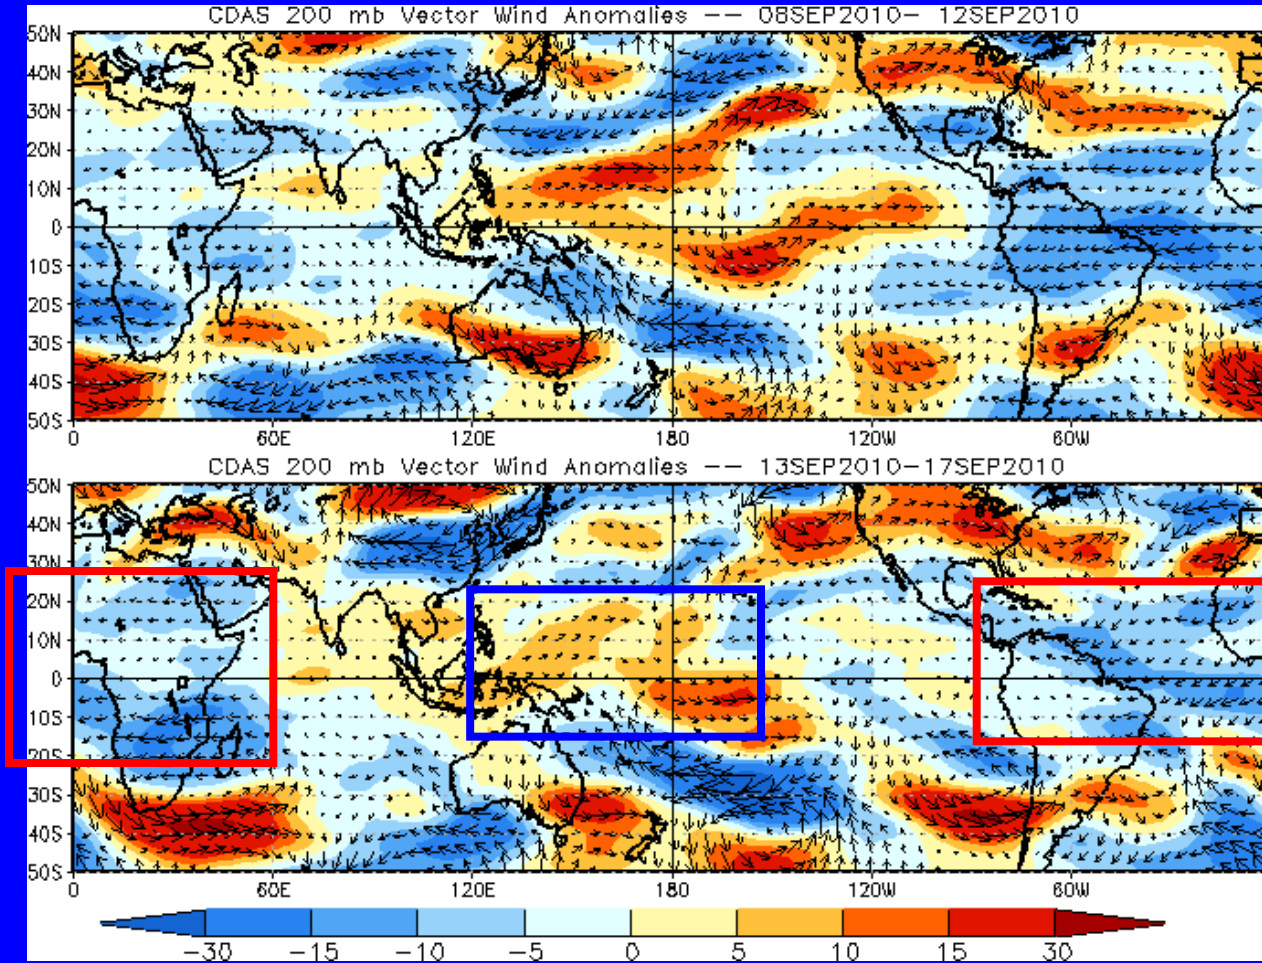 CDAS 200 mb Vector Wind Anomalies -- 08SEP2010- 12SEP2010
50N
40N
30N
20N
10N
0
10S
20S
30S
40S
50S
0 60E 120E 180 120W 60W
CDAS 200 mb Vector Wind Anomalies -- 13SEP2010-17SEP2010
50N
40N
30N
20N
10N
0
10S
20S
30S
40S
50S
0 60E 120E 180 120W 60W
-30 -15 -10 -5 0 5 10 15 30